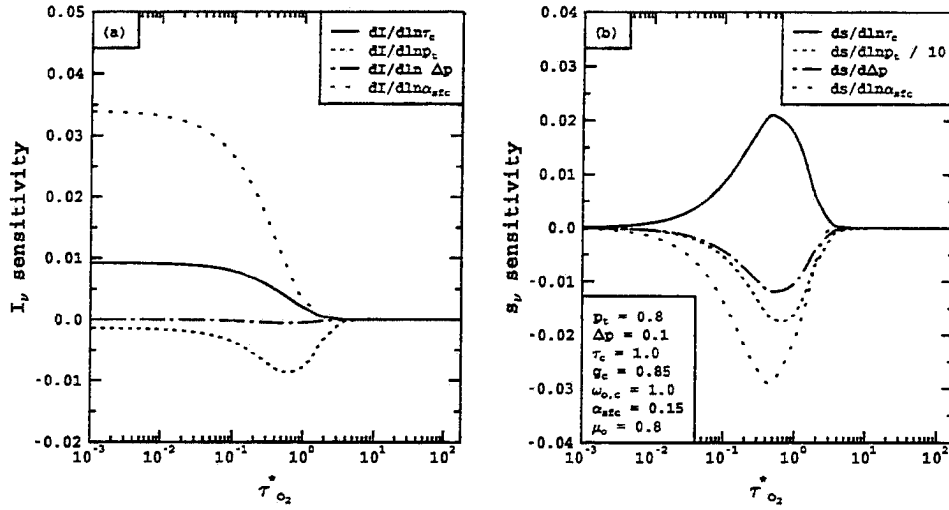 (a)
dI/dlnτ_c
dI/dlnp_t
dI/dln Δp
dI/dlnα_sfc
I_ν sensitivity
0.05
0.04
0.03
0.02
0.01
0.0
-0.01
-0.02
10^-3
10^-2
10^-1
10^0
10^1
10^2
τ*_O2
(b)
ds/dlnτ_c
ds/dlnp_t / 10
ds/dΔp
ds/dlnα_sfc
S_ν sensitivity
0.04
0.03
0.02
0.01
0.0
-0.01
-0.02
-0.03
-0.04
p_t = 0.8
Δp = 0.1
τ_c = 1.0
g_c = 0.85
ω_o,c = 1.0
α_sfc = 0.15
μ_o = 0.8
10^-3
10^-2
10^-1
10^0
10^1
10^2
τ*_O2